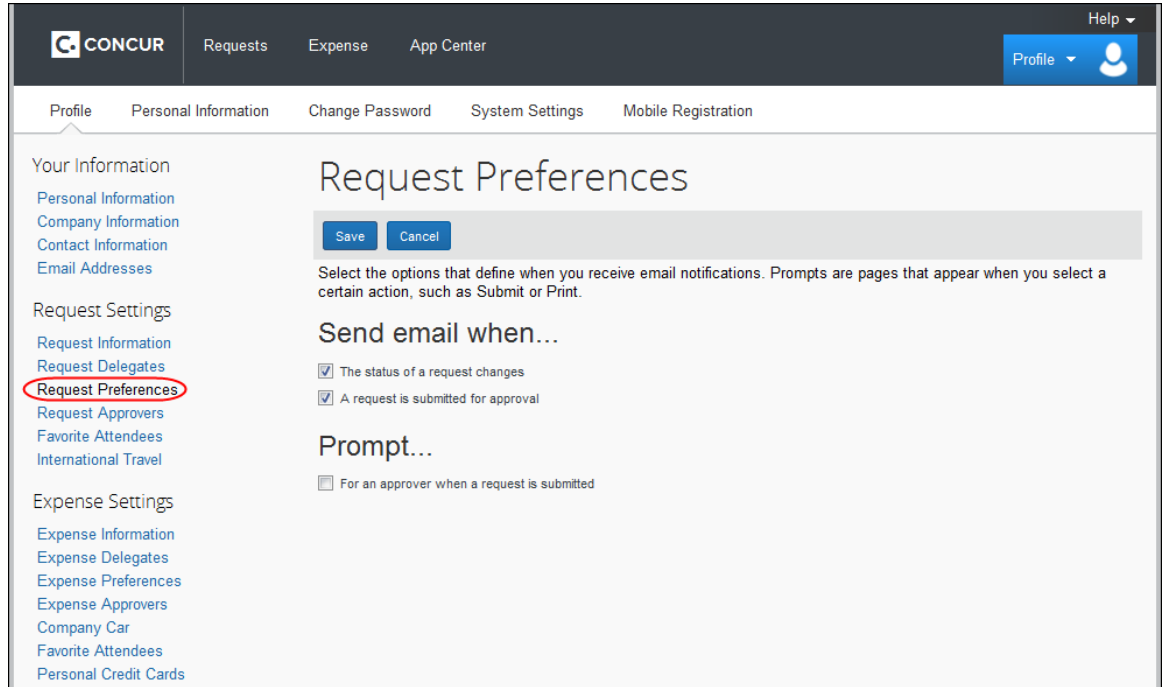 Help
C. CONCUR Requests Expense App Center
Profile
Profile Personal Information Change Password System Settings Mobile Registration
Your Information
Personal Information
Company Information
Contact Information
Email Addresses
Request Settings
Request Information
Request Delegates
Request Preferences
Request Approvers
Favorite Attendees
International Travel
Expense Settings
Expense Information
Expense Delegates
Expense Preferences
Expense Approvers
Company Car
Favorite Attendees
Personal Credit Cards
Request Preferences
Save Cancel
Select the options that define when you receive email notifications. Prompts are pages that appear when you select a
certain action, such as Submit or Print.
Send email when...
The status of a request changes
A request is submitted for approval
Prompt...
For an approver when a request is submitted